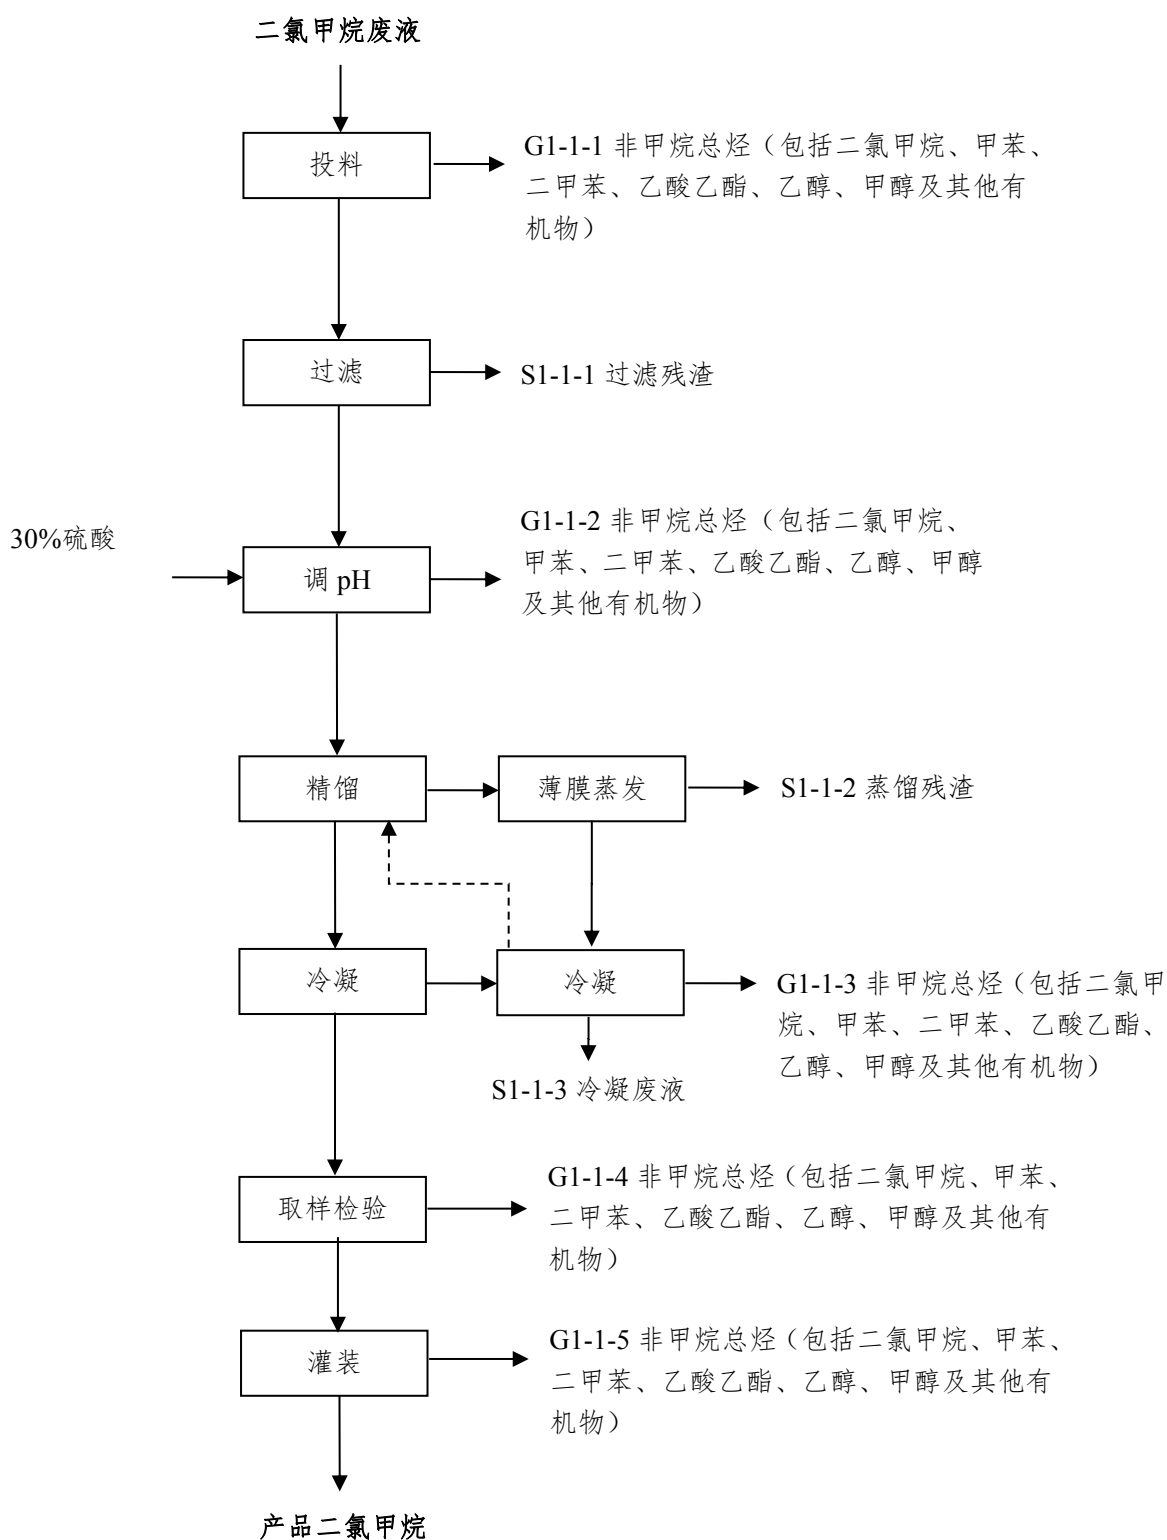 二氯甲烷废液
投料
G1-1-1 非甲烷总烃（包括二氯甲烷、甲苯、
二甲苯、乙酸乙酯、乙醇、甲醇及其他有
机物）
过滤
S1-1-1 过滤残渣
30%硫酸
调 pH
G1-1-2 非甲烷总烃（包括二氯甲烷、
甲苯、二甲苯、乙酸乙酯、乙醇、甲醇
及其他有机物）
精馏
薄膜蒸发
S1-1-2 蒸馏残渣
冷凝
冷凝
G1-1-3 非甲烷总烃（包括二氯甲
烷、甲苯、二甲苯、乙酸乙酯、
乙醇、甲醇及其他有机物）
S1-1-3 冷凝废液
取样检验
G1-1-4 非甲烷总烃（包括二氯甲烷、甲苯、
二甲苯、乙酸乙酯、乙醇、甲醇及其他有
机物）
灌装
G1-1-5 非甲烷总烃（包括二氯甲烷、甲苯、
二甲苯、乙酸乙酯、乙醇、甲醇及其他有
机物）
产品二氯甲烷